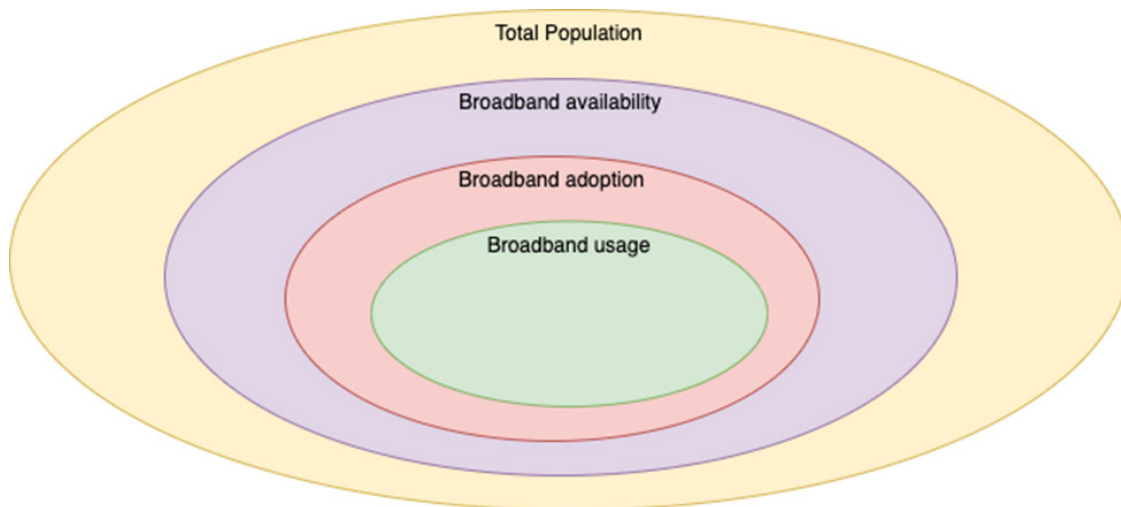 Total Population
Broadband availability
Broadband adoption
Broadband usage